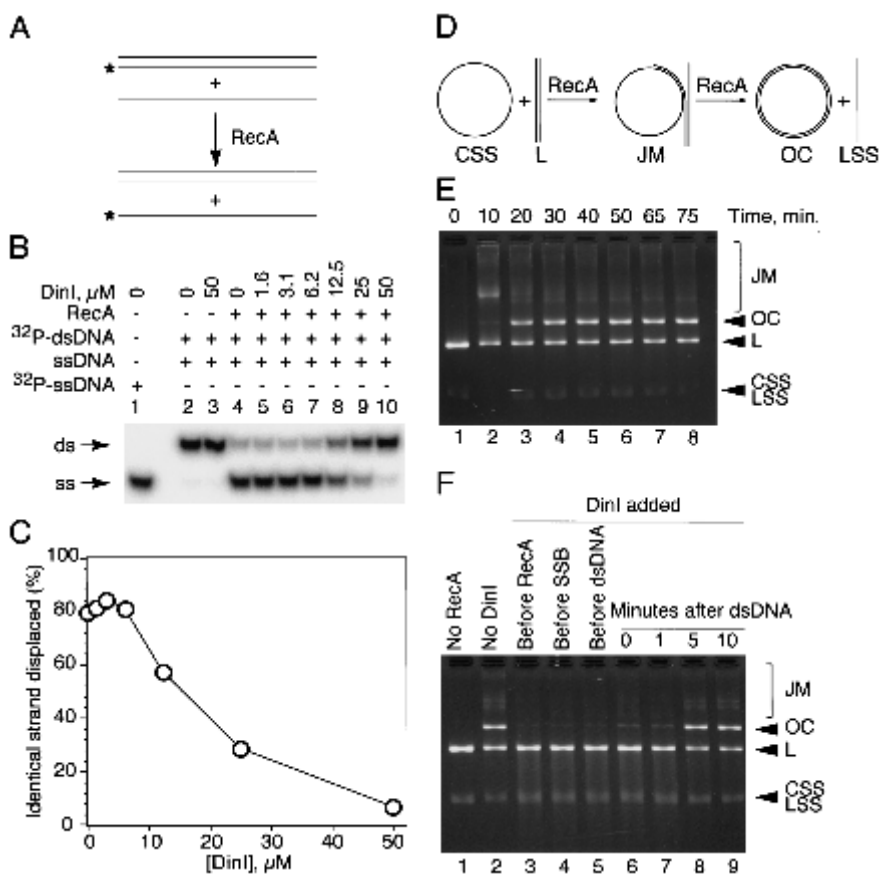 A
*
+
RecA
+
*
B
DinI, µM 0 0 50 0 1.6 3.1 6.2 12.5 25 50
RecA - - - + + + + + + +
32P-dsDNA - + + + + + + + + +
ssDNA - + + + + + + + + +
32P-ssDNA + - - - - - - - - -
1 2 3 4 5 6 7 8 9 10
ds
ss
C
Identical strand displaced (%)
100
80
60
40
20
0
0 10 20 30 40 50
[DinI], µM
D
+ RecA RecA +
CSS L JM OC LSS
E
0 10 20 30 40 50 65 75 Time, min.
JM
OC
L
CSS
LSS
1 2 3 4 5 6 7 8
F
DinI added
No RecA
No DinI
Before RecA
Before SSB
Before dsDNA
Minutes after dsDNA
0 1 5 10
JM
OC
L
CSS
LSS
1 2 3 4 5 6 7 8 9